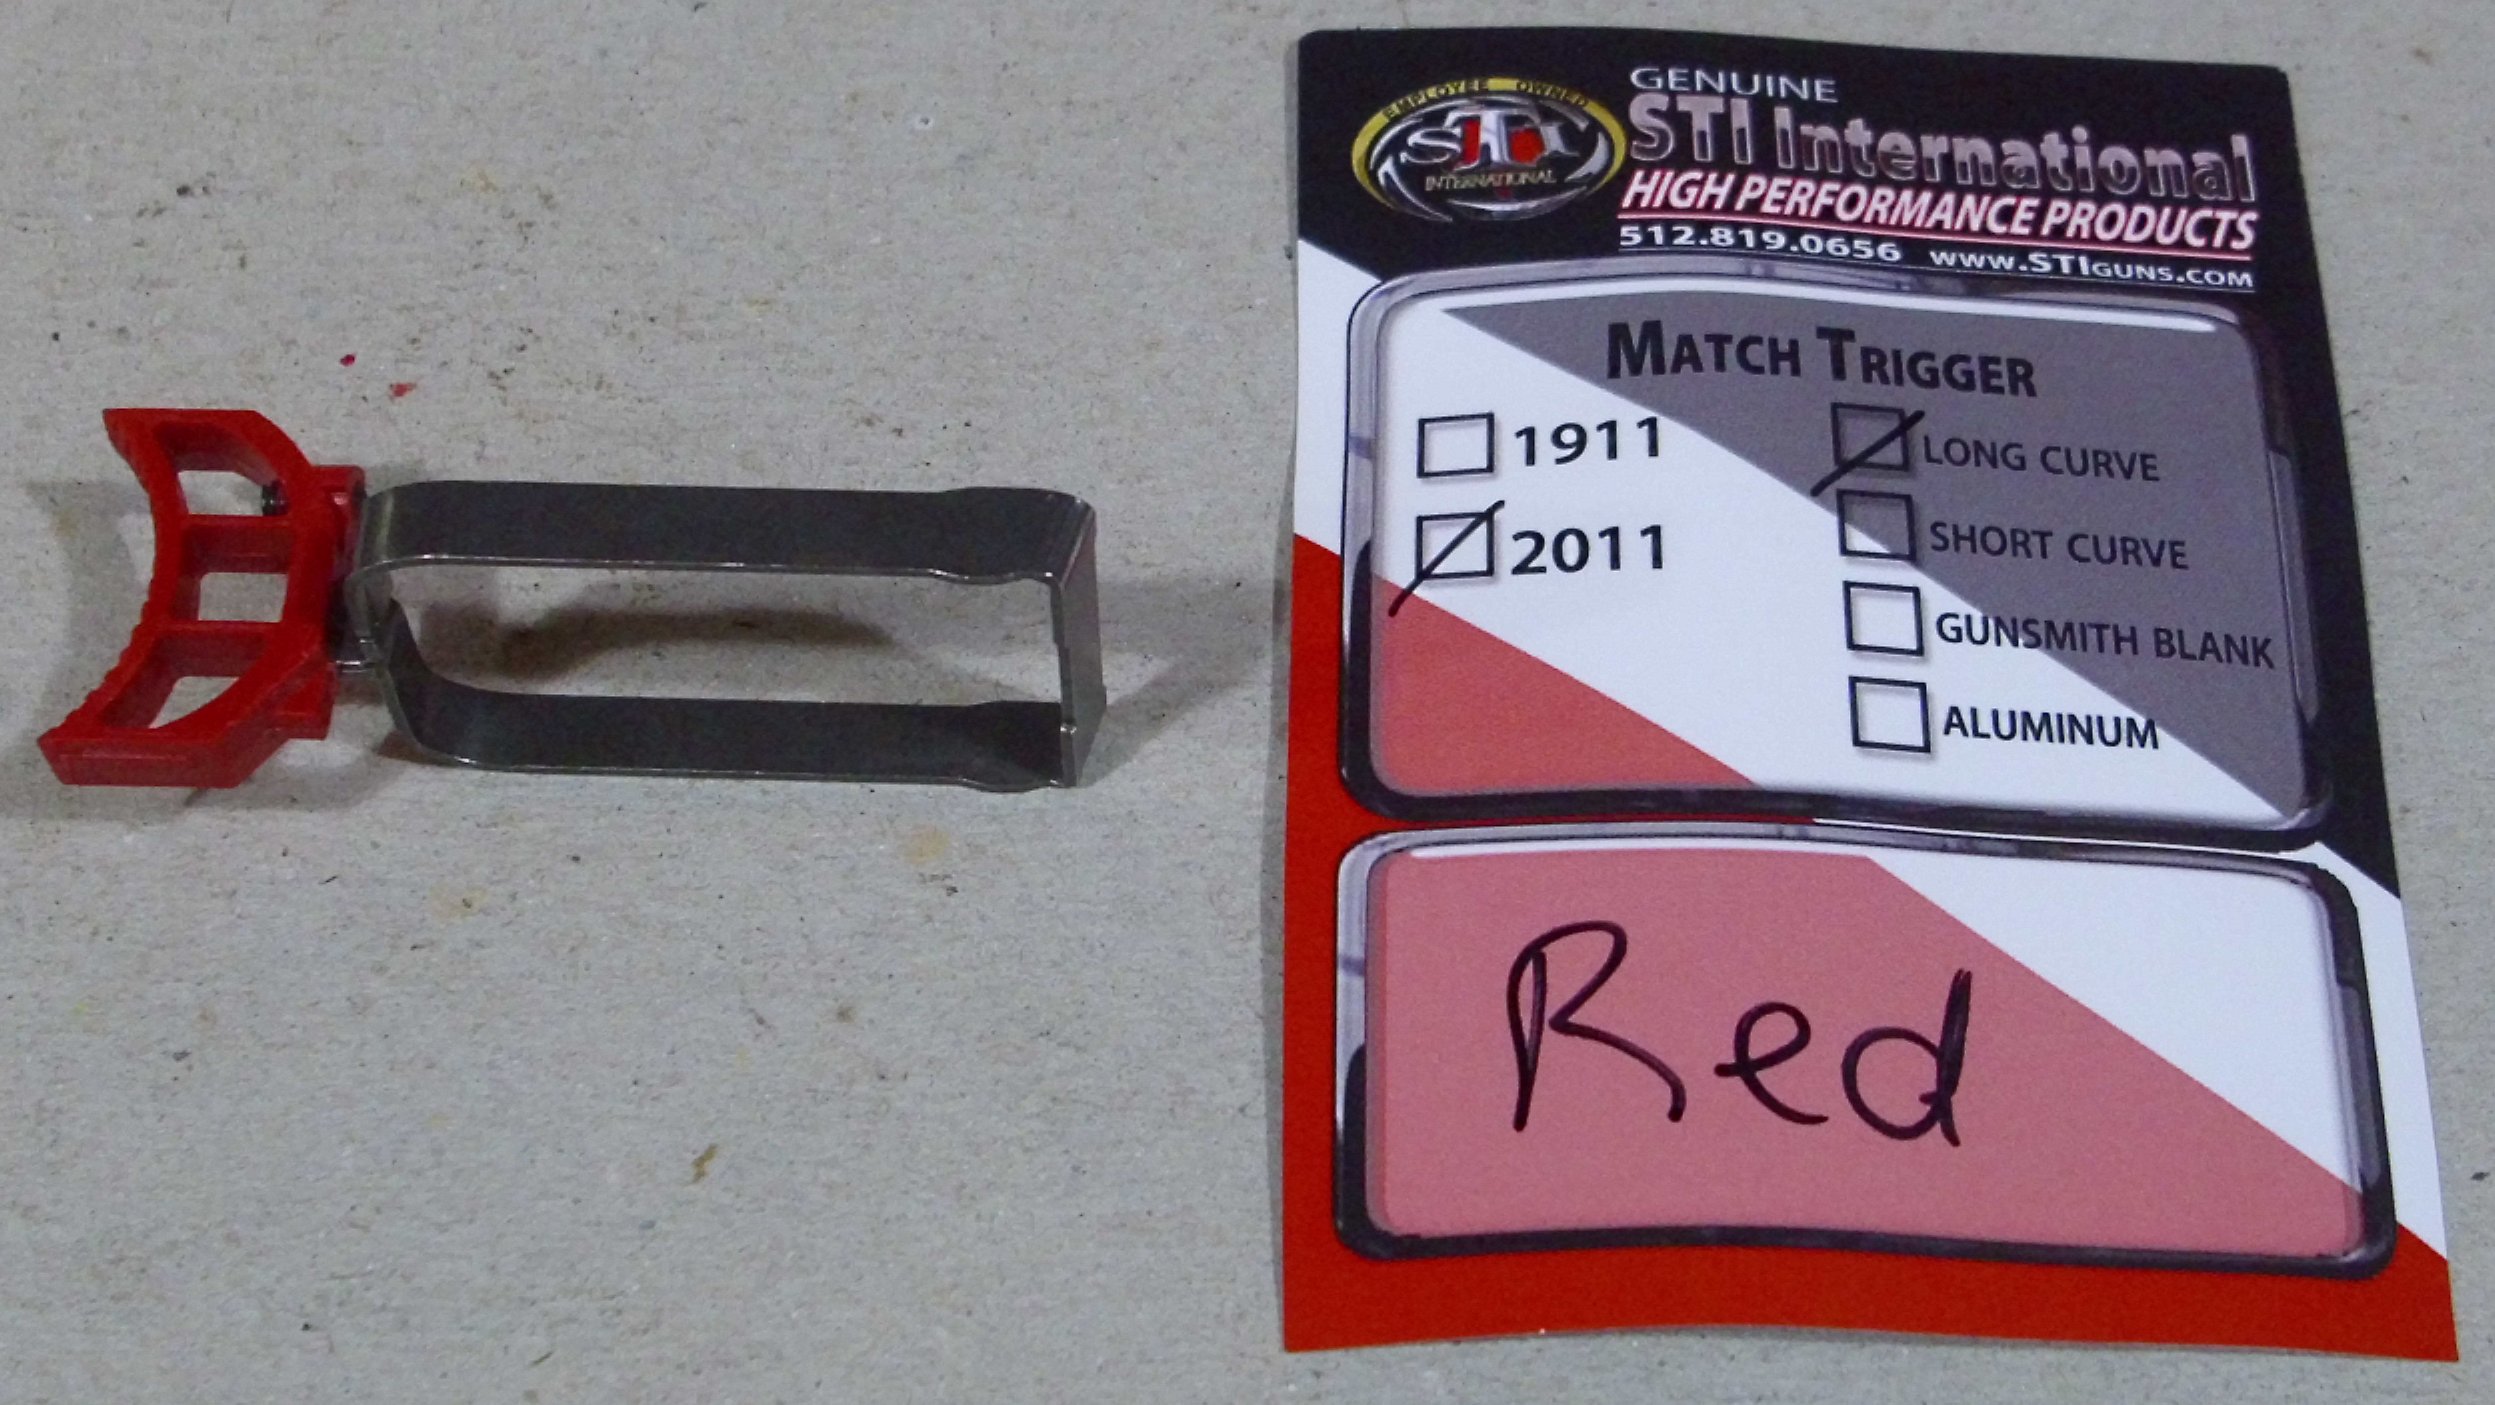 EMPLOYEE OWNED
STI
INTERNATIONAL
GENUINE
STI International
HIGH PERFORMANCE PRODUCTS
512.819.0656 www.STIGUNS.COM
MATCH TRIGGER
1911
2011
LONG CURVE
SHORT CURVE
GUNSMITH BLANK
ALUMINUM
Red